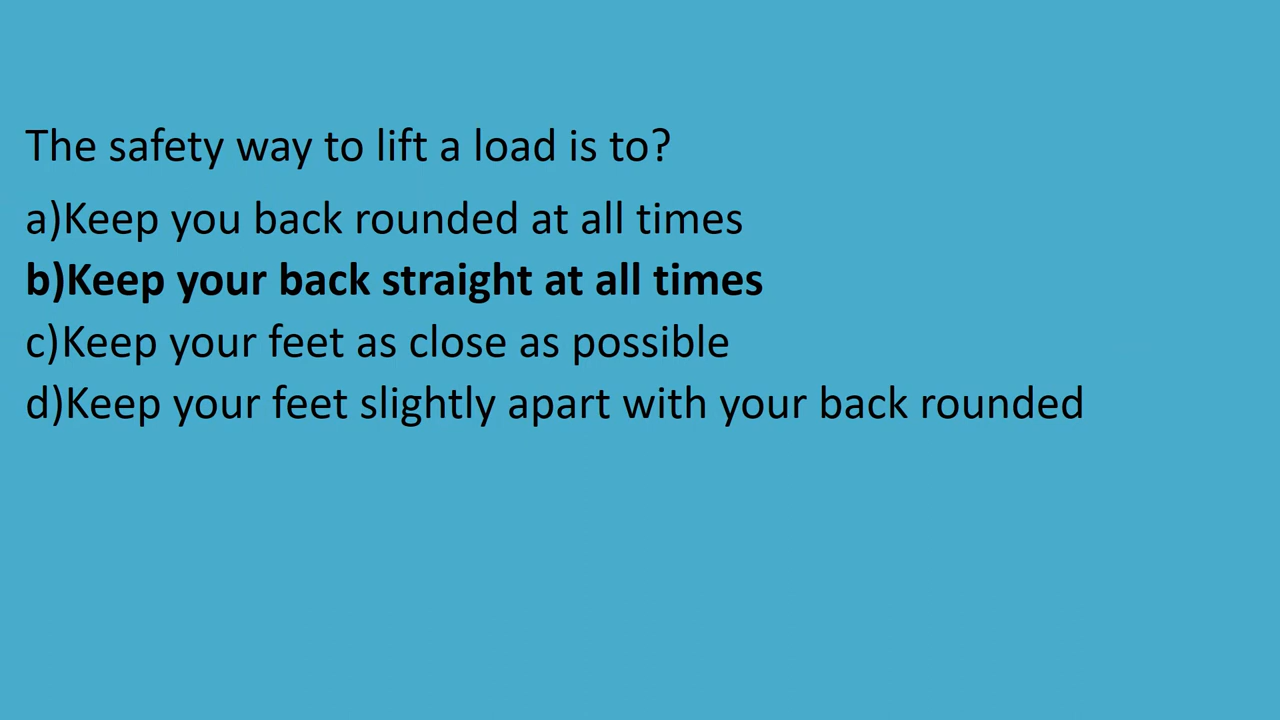 The safety way to lift a load is to?
a)Keep you back rounded at all times
b)Keep your back straight at all times
c)Keep your feet as close as possible
d)Keep your feet slightly apart with your back rounded